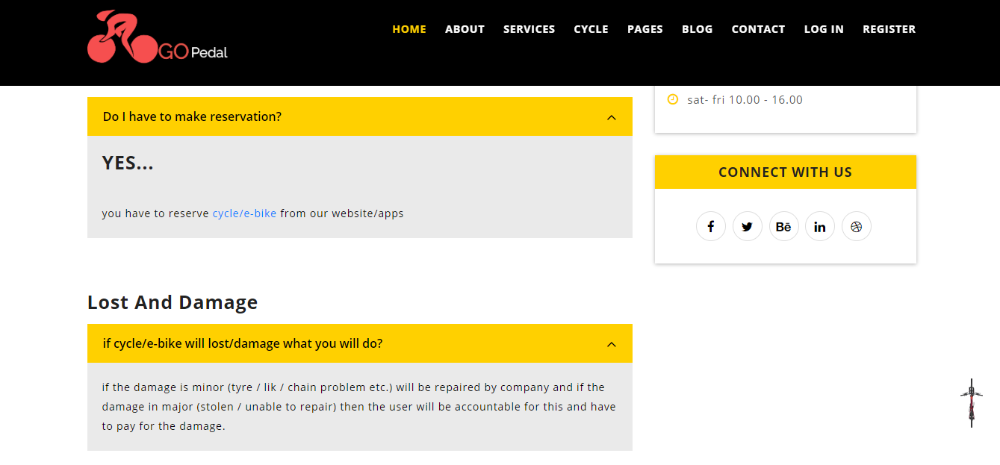 GO Pedal
HOME ABOUT SERVICES CYCLE PAGES BLOG CONTACT LOG IN REGISTER
Do I have to make reservation?
YES...
you have to reserve cycle/e-bike from our website/apps
Lost And Damage
if cycle/e-bike will lost/damage what you will do?
if the damage is minor (tyre / lik / chain problem etc.) will be repaired by company and if the
damage in major (stolen / unable to repair) then the user will be accountable for this and have
to pay for the damage.
sat- fri 10.00 - 16.00
CONNECT WITH US
Bē
in